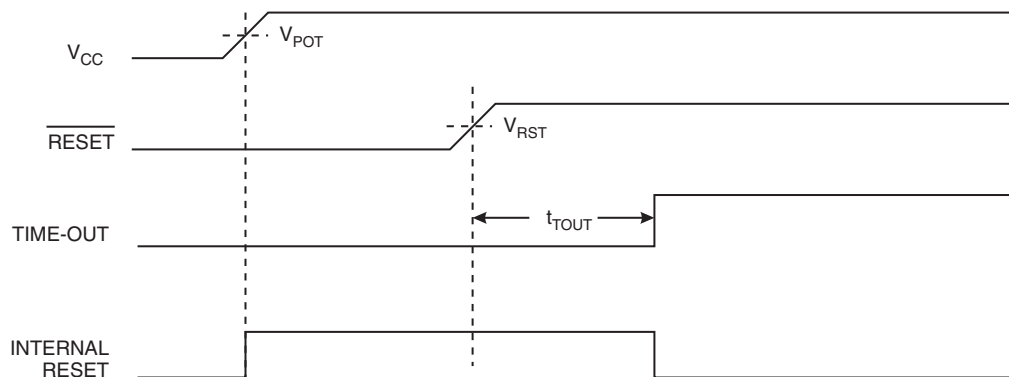 V_CC
V_POT
RESET
V_RST
TIME-OUT
t_TOUT
INTERNAL
RESET